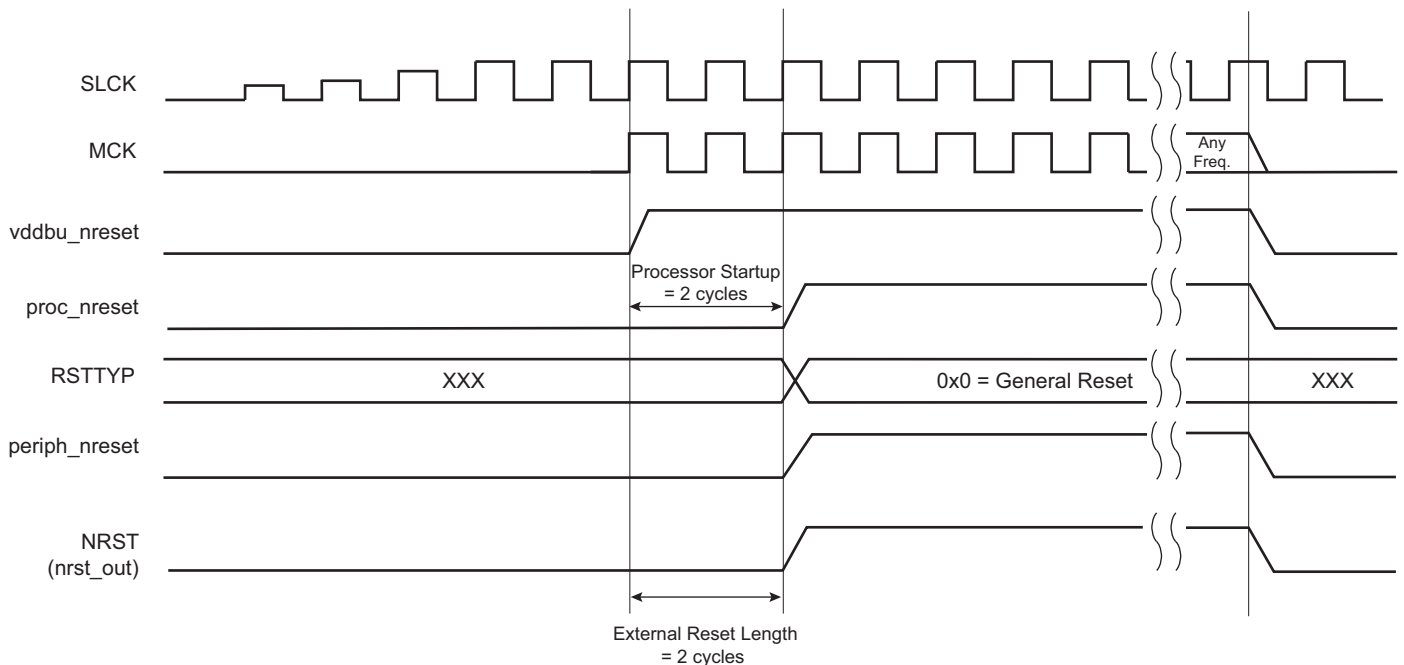 SLCK
MCK
Any
Freq.
vddbu_nreset
Processor Startup
= 2 cycles
proc_nreset
RSTTYP
XXX
0x0 = General Reset
XXX
periph_nreset
NRST
(nrst_out)
External Reset Length
= 2 cycles